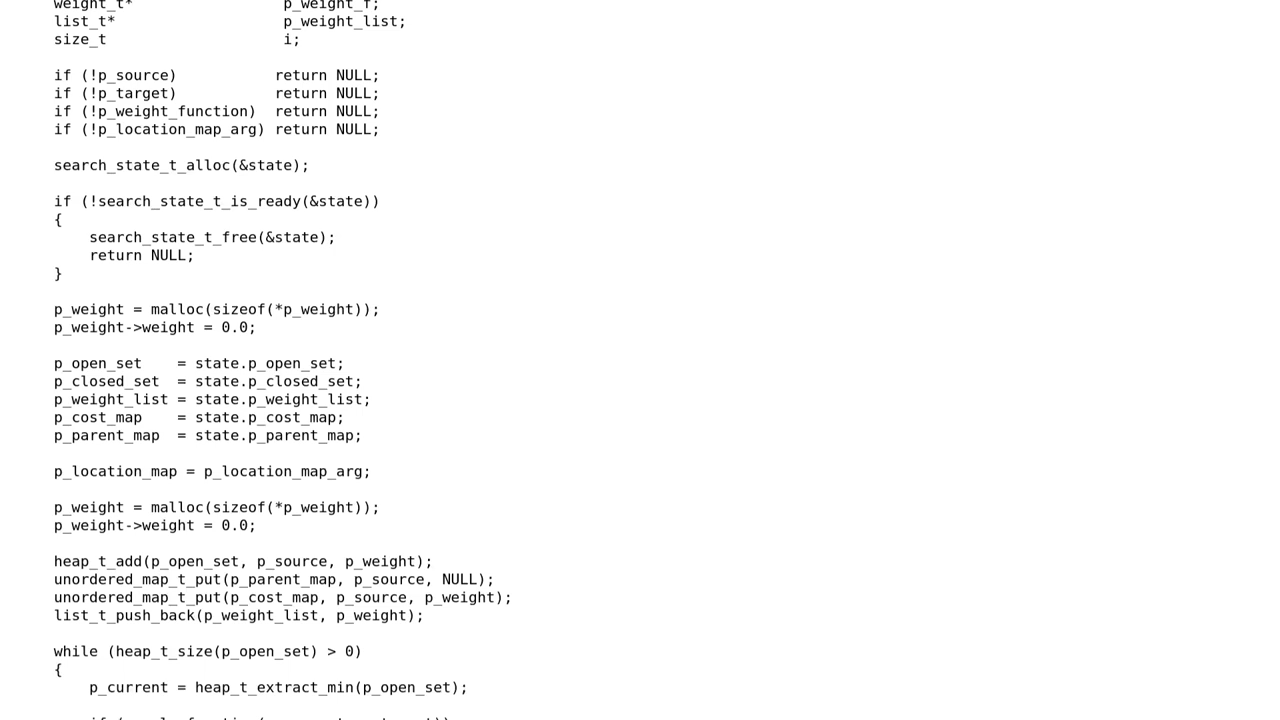 weight_t*                 p_weight_f;
list_t*                   p_weight_list;
size_t                    i;
if (!p_source)           return NULL;
if (!p_target)           return NULL;
if (!p_weight_function)  return NULL;
if (!p_location_map_arg) return NULL;
search_state_t_alloc(&state);
if (!search_state_t_is_ready(&state))
{
    search_state_t_free(&state);
    return NULL;
}
p_weight = malloc(sizeof(*p_weight));
p_weight->weight = 0.0;
p_open_set    = state.p_open_set;
p_closed_set  = state.p_closed_set;
p_weight_list = state.p_weight_list;
p_cost_map    = state.p_cost_map;
p_parent_map  = state.p_parent_map;
p_location_map = p_location_map_arg;
p_weight = malloc(sizeof(*p_weight));
p_weight->weight = 0.0;
heap_t_add(p_open_set, p_source, p_weight);
unordered_map_t_put(p_parent_map, p_source, NULL);
unordered_map_t_put(p_cost_map, p_source, p_weight);
list_t_push_back(p_weight_list, p_weight);
while (heap_t_size(p_open_set) > 0)
{
    p_current = heap_t_extract_min(p_open_set);